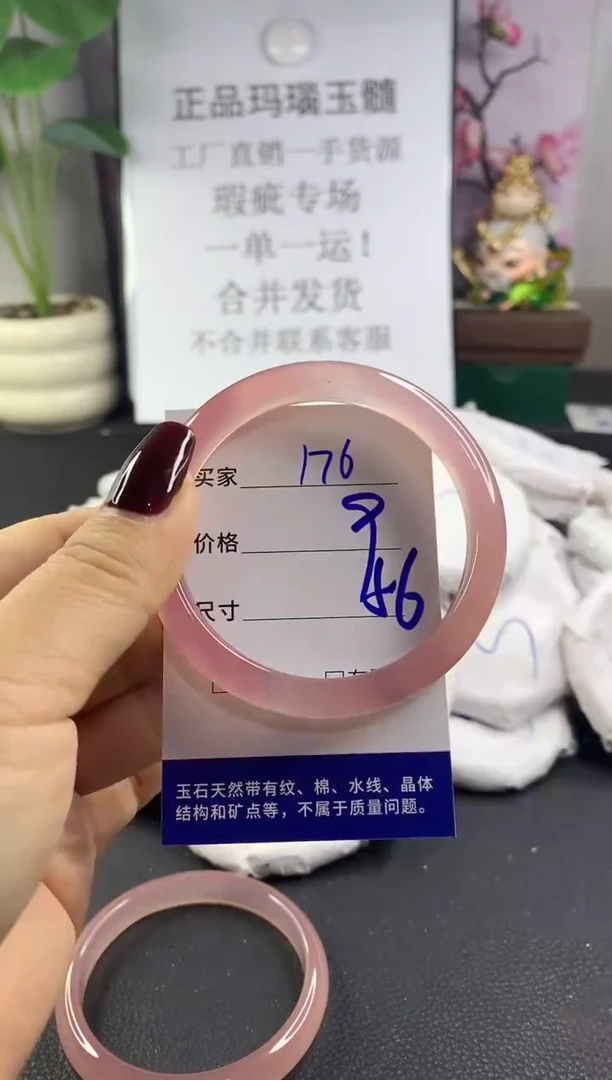 正品玛瑙玉髓
工厂直销一手货源
瑕疵专场
一单一运！
合并发货
不合并联系客服
买家 176
价格
尺寸
玉石天然带有纹、棉、水线、晶体
结构和矿点等，不属于质量问题。